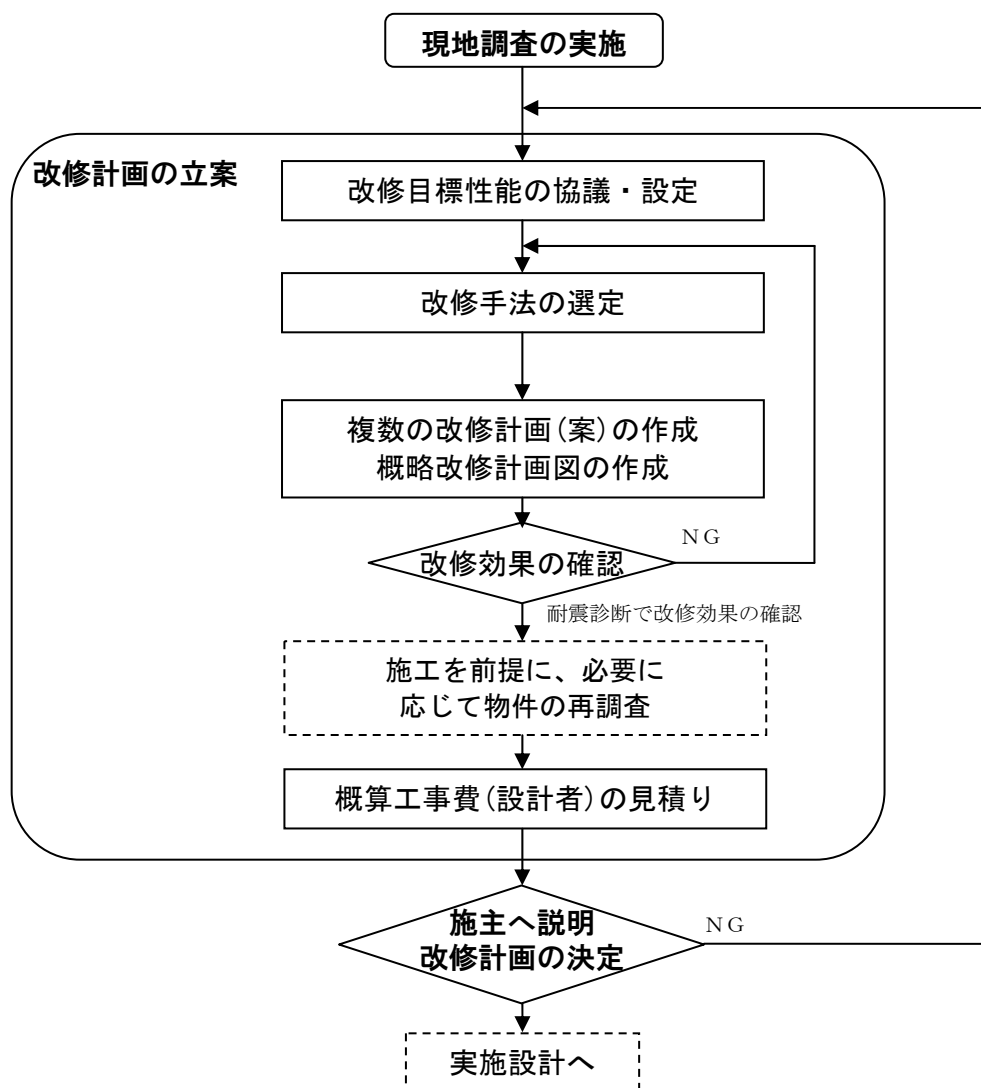 現地調査の実施
改修計画の立案
改修目標性能の協議・設定
改修手法の選定
複数の改修計画(案)の作成
概略改修計画図の作成
改修効果の確認
NG
耐震診断で改修効果の確認
施工を前提に、必要に
応じて物件の再調査
概算工事費(設計者)の見積り
施主へ説明
改修計画の決定
NG
実施設計へ